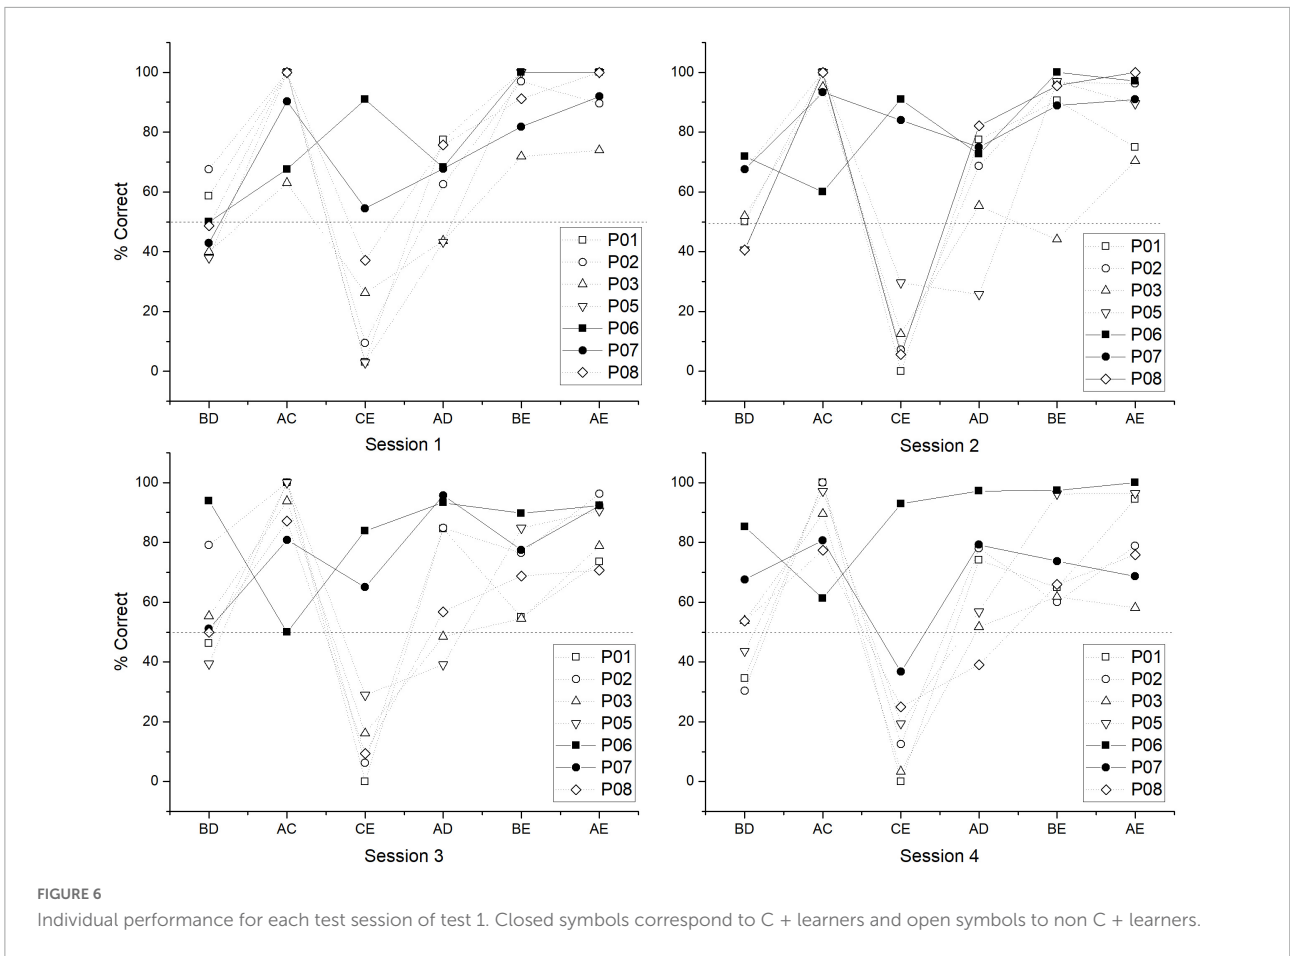 100
80
60
40
20
0
% Correct
BD AC CE AD BE AE
Session 1
P01
P02
P03
P05
P06
P07
P08
100
80
60
40
20
0
BD AC CE AD BE AE
Session 2
P01
P02
P03
P05
P06
P07
P08
100
80
60
40
20
0
% Correct
BD AC CE AD BE AE
Session 3
P01
P02
P03
P05
P06
P07
P08
100
80
60
40
20
0
BD AC CE AD BE AE
Session 4
P01
P02
P03
P05
P06
P07
P08
FIGURE 6
Individual performance for each test session of test 1. Closed symbols correspond to C + learners and open symbols to non C + learners.